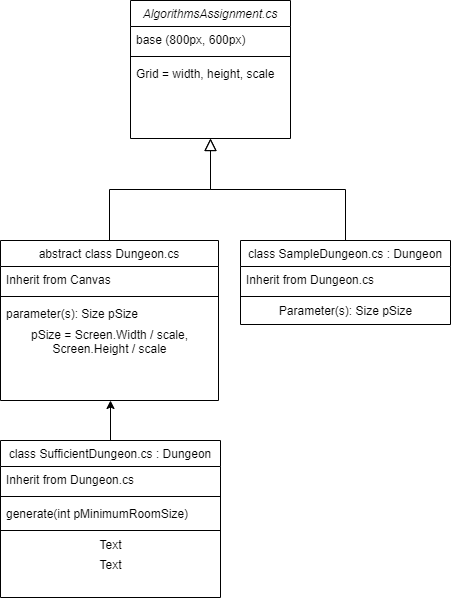 AlgorithmsAssignment.cs
base (800px, 600px)
Grid = width, height, scale
abstract class Dungeon.cs
Inherit from Canvas
parameter(s): Size pSize
pSize = Screen.Width / scale,
Screen.Height / scale
class SampleDungeon.cs : Dungeon
Inherit from Dungeon.cs
Parameter(s): Size pSize
class SufficientDungeon.cs : Dungeon
Inherit from Dungeon.cs
generate(int pMinimumRoomSize)
Text
Text